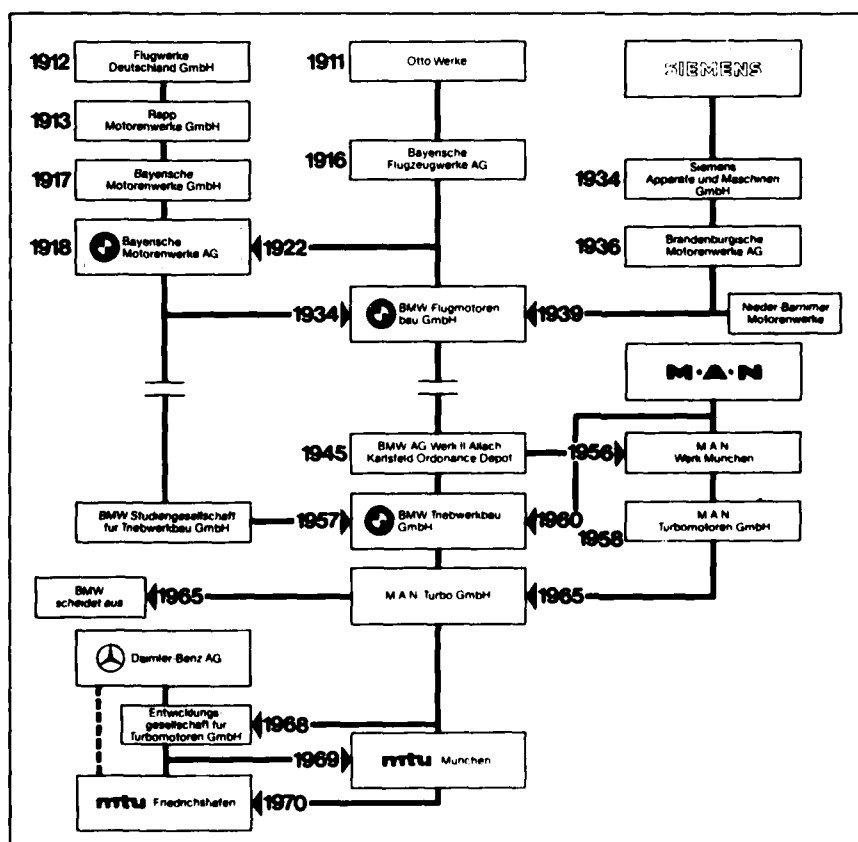 1912
Flugwerke
Deutschland GmbH
1911
Otto Werke
SIEMENS
1913
Rapp
Motorenwerke GmbH
1916
Bayerische
Flugzeugwerke AG
1917
Bayerische
Motorenwerke GmbH
1934
Siemens
Apparate und Maschinen
GmbH
1918
Bayerische
Motorenwerke AG
1922
1936
Brandenburgische
Motorenwerke AG
1934
BMW Flugmotoren
bau GmbH
1939
Nieder-Barnimer
Motorenwerke
M·A·N
1945
BMW AG Werk II Allach
Karlsfeld Ordonance Depot
1956
M A N
Werk München
BMW Studiengesellschaft
für Triebwerkbau GmbH
1957
BMW Triebwerkbau
GmbH
1960
1958
M A N
Turbomotoren GmbH
BMW
scheidet aus
1965
M A N Turbo GmbH
1965
Daimler-Benz AG
Entwicklungs
gesellschaft für
Turbomotoren GmbH
1968
1969
mtu München
mtu Friedrichshafen
1970